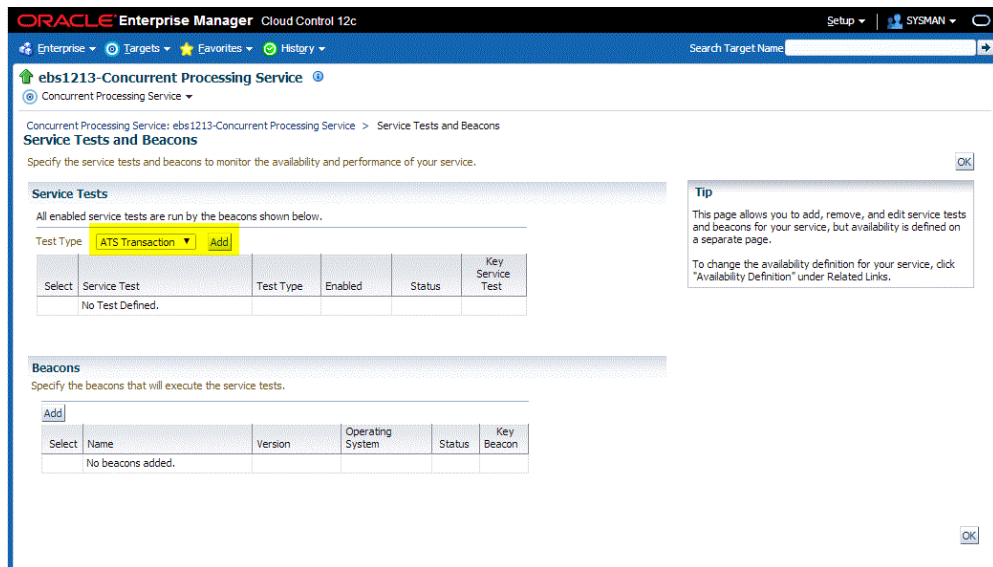 ORACLE Enterprise Manager Cloud Control 12c
Setup SYSMAN
Enterprise Targets Favorites History
Search Target Name
ebs1213-Concurrent Processing Service
Concurrent Processing Service
Concurrent Processing Service: ebs1213-Concurrent Processing Service > Service Tests and Beacons
Service Tests and Beacons
Specify the service tests and beacons to monitor the availability and performance of your service.
OK
Service Tests
All enabled service tests are run by the beacons shown below.
Test Type ATS Transaction Add
Select Service Test Test Type Enabled Status Key Service Test
No Test Defined.
Tip
This page allows you to add, remove, and edit service tests
and beacons for your service, but availability is defined on
a separate page.
To change the availability definition for your service, click
"Availability Definition" under Related Links.
Beacons
Specify the beacons that will execute the service tests.
Add
Select Name Version Operating System Status Key Beacon
No beacons added.
OK